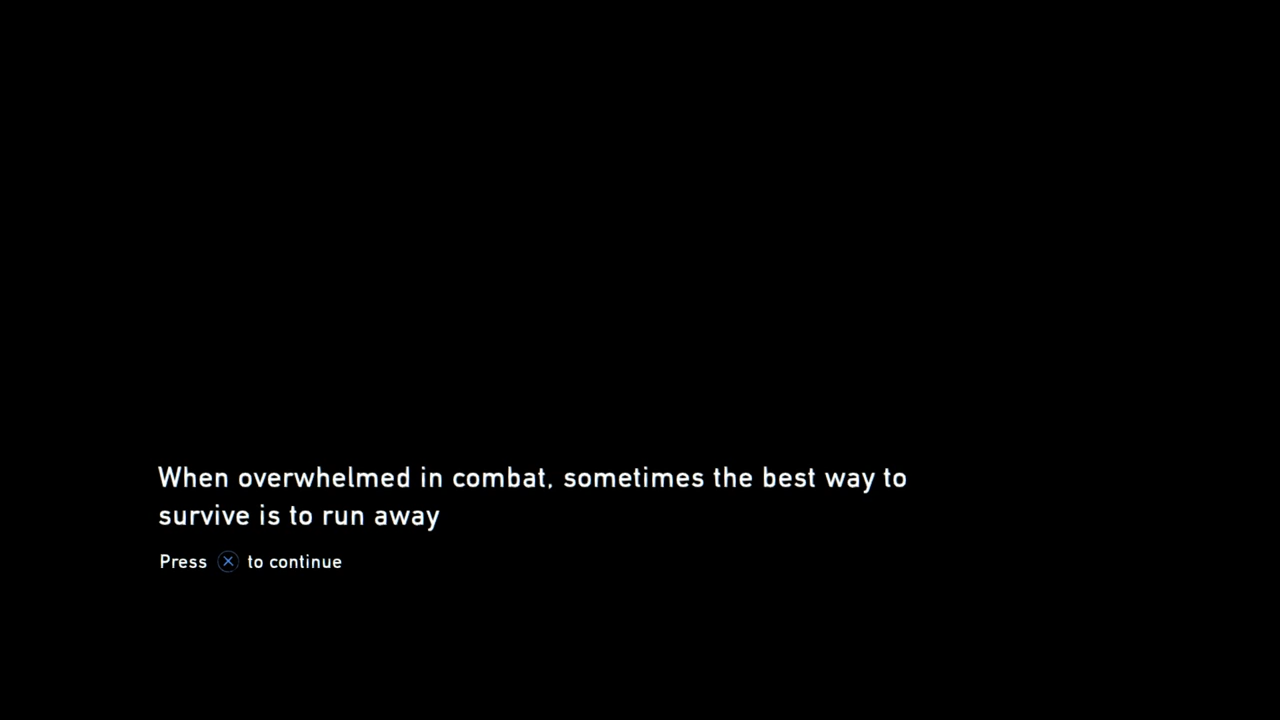 When overwhelmed in combat, sometimes the best way to
survive is to run away
Press ⊗ to continue